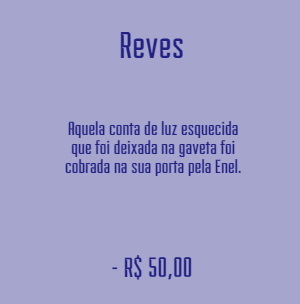 Reves
Aquela conta de luz esquecida
que foi deixada na gaveta foi
cobrada na sua porta pela Enel.
- R$ 50,00